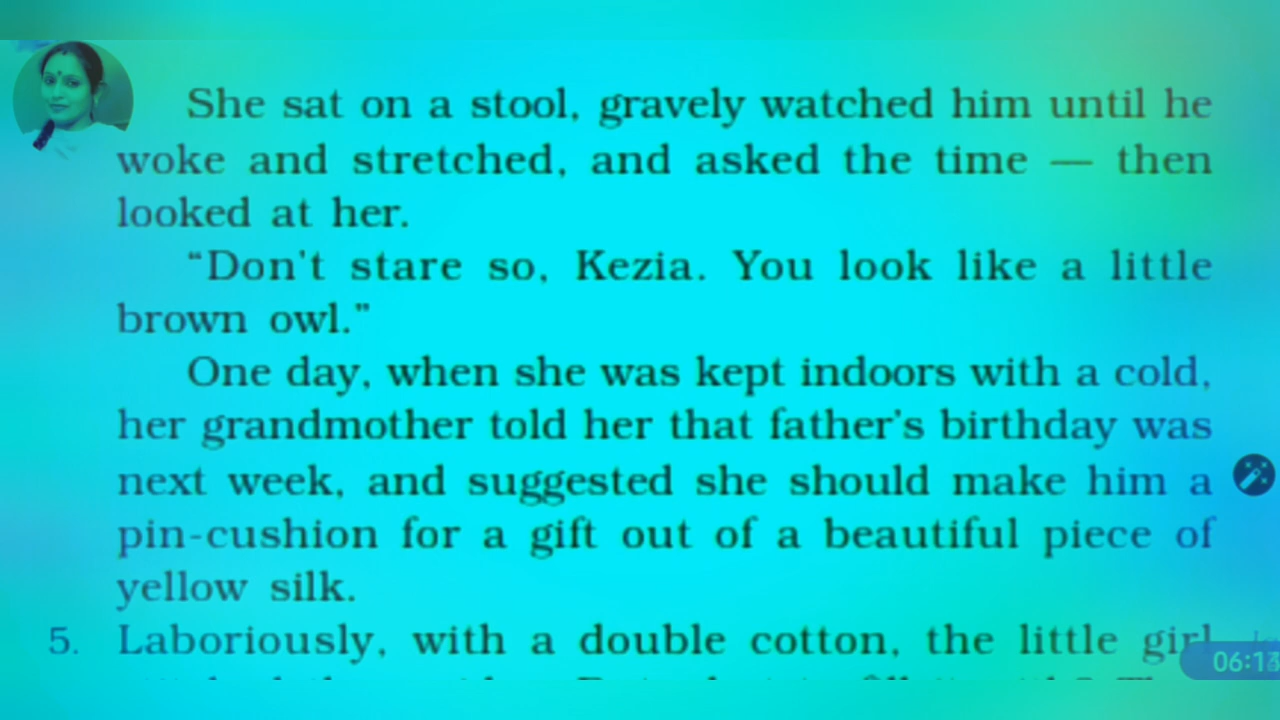 She sat on a stool, gravely watched him until he
woke and stretched, and asked the time — then
looked at her.
"Don't stare so, Kezia. You look like a little
brown owl."
One day, when she was kept indoors with a cold,
her grandmother told her that father's birthday was
next week, and suggested she should make him a
pin-cushion for a gift out of a beautiful piece of
yellow silk.
5. Laboriously, with a double cotton, the little girl